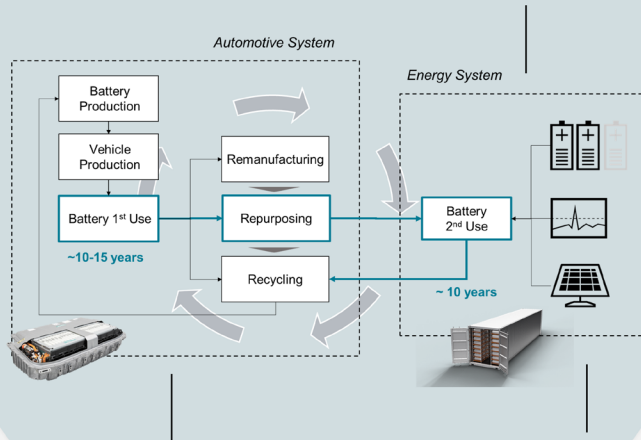 Automotive System
Energy System
Battery
Production
Vehicle
Production
Battery 1st Use
~10-15 years
Remanufacturing
Repurposing
Recycling
Battery
2nd Use
~ 10 years